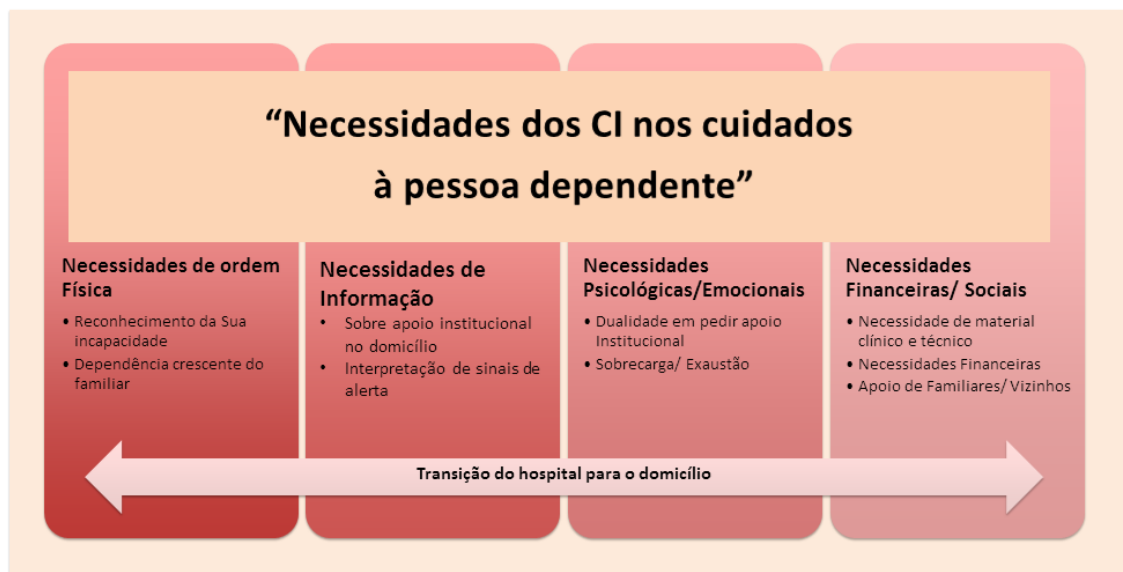 “Necessidades dos CI nos cuidados
à pessoa dependente”
Necessidades de ordem
Física
• Reconhecimento da Sua
incapacidade
• Dependência crescente do
familiar
Necessidades de
Informação
• Sobre apoio institucional
no domicílio
• Interpretação de sinais de
alerta
Necessidades
Psicológicas/Emocionais
• Dualidade em pedir apoio
Institucional
• Sobrecarga/ Exaustão
Necessidades
Financeiras/ Sociais
• Necessidade de material
clínico e técnico
• Necessidades Financeiras
• Apoio de Familiares/ Vizinhos
Transição do hospital para o domicílio